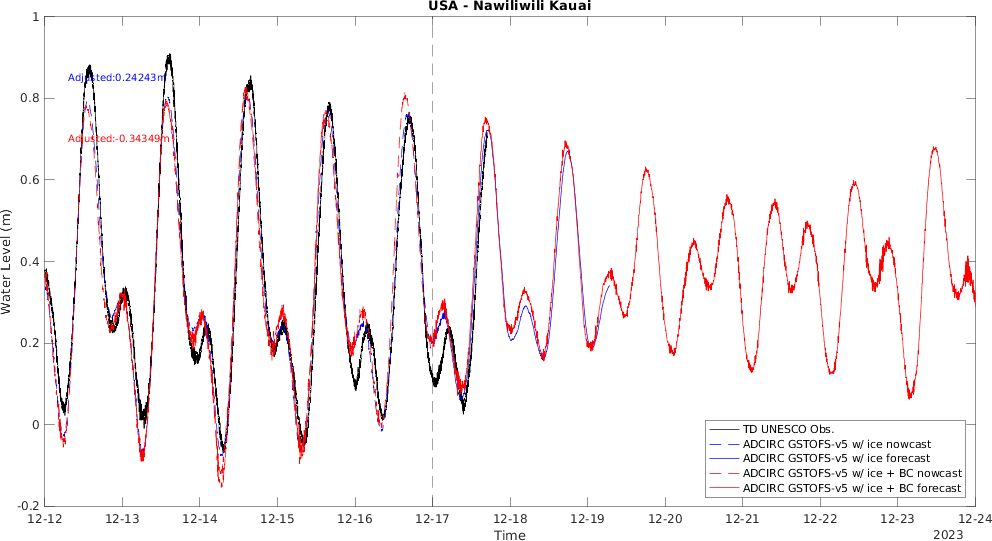 USA - Nawiliwili Kauai
1
0.8
0.6
0.4
0.2
0
-0.2
Water Level (m)
Adjusted:0.24243m
Adjusted:-0.34349m
TD UNESCO Obs.
ADCIRC GSTOFS-v5 w/ ice nowcast
ADCIRC GSTOFS-v5 w/ ice forecast
ADCIRC GSTOFS-v5 w/ ice + BC nowcast
ADCIRC GSTOFS-v5 w/ ice + BC forecast
12-12 12-13 12-14 12-15 12-16 12-17 12-18 12-19 12-20 12-21 12-22 12-23 12-24
Time
2023